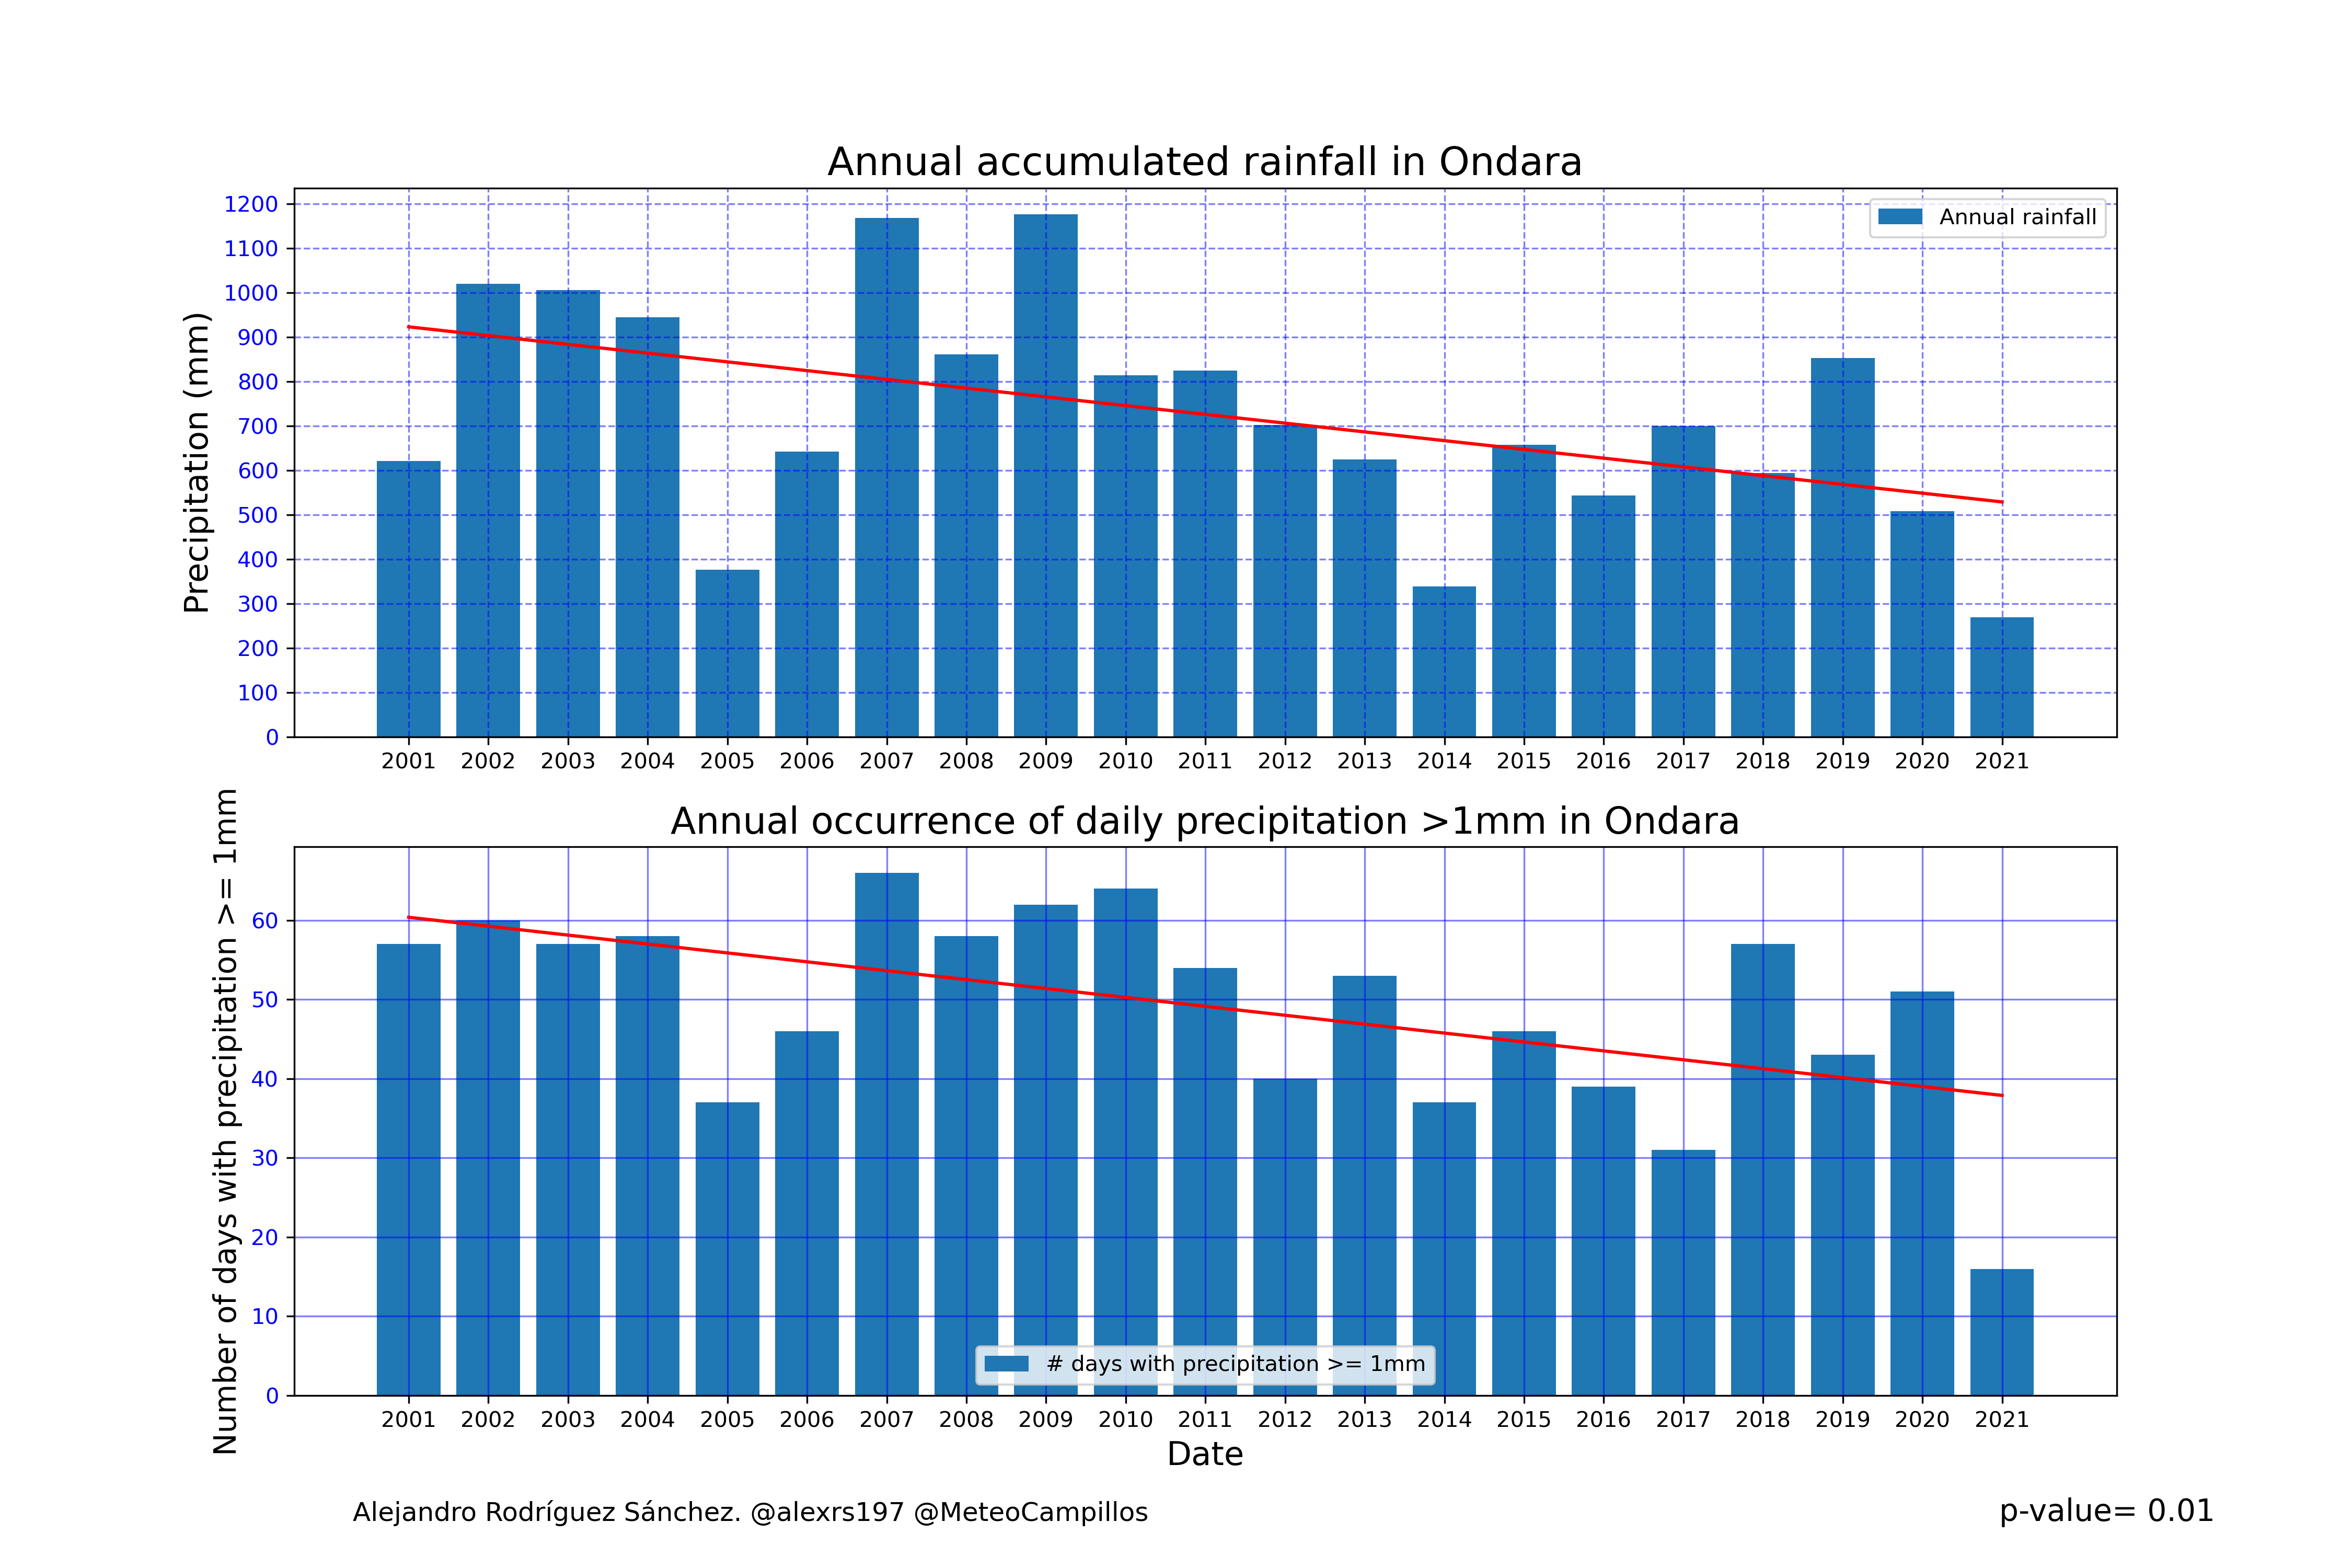 Annual accumulated rainfall in Ondara
Precipitation (mm)
1200
1100
1000
900
800
700
600
500
400
300
200
100
0
Annual rainfall
2001 2002 2003 2004 2005 2006 2007 2008 2009 2010 2011 2012 2013 2014 2015 2016 2017 2018 2019 2020 2021
Annual occurrence of daily precipitation >1mm in Ondara
Number of days with precipitation >= 1mm
60
50
40
30
20
10
0
# days with precipitation >= 1mm
2001 2002 2003 2004 2005 2006 2007 2008 2009 2010 2011 2012 2013 2014 2015 2016 2017 2018 2019 2020 2021
Date
Alejandro Rodríguez Sánchez. @alexrs197 @MeteoCampillos
p-value= 0.01